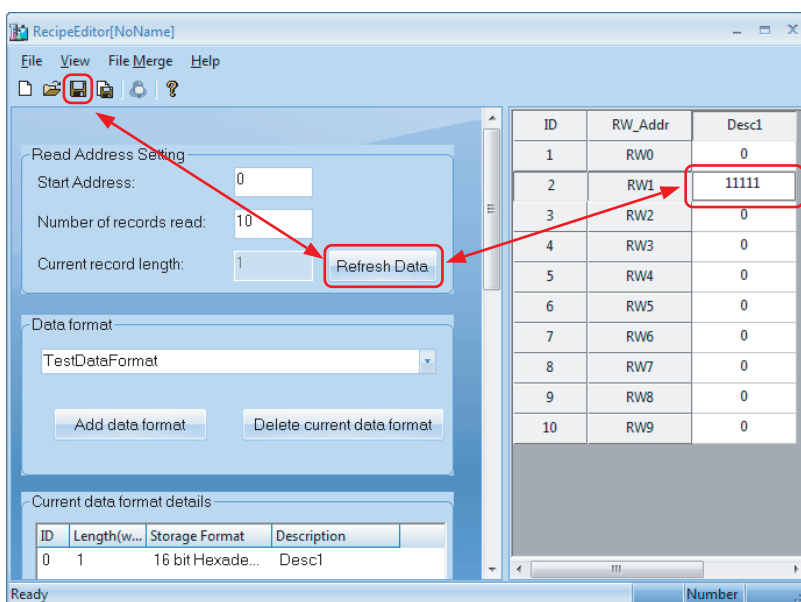 RecipeEditor[NoName]
File View File Merge Help
Read Address Setting
Start Address: 0
Number of records read: 10
Current record length: 1
Refresh Data
Data format
TestDataFormat
Add data format Delete current data format
Current data format details
ID Length(w... Storage Format Description
0 1 16 bit Hexade... Desc1
ID RW_Addr Desc1
1 RW0 0
2 RW1 11111
3 RW2 0
4 RW3 0
5 RW4 0
6 RW5 0
7 RW6 0
8 RW7 0
9 RW8 0
10 RW9 0
Ready Number